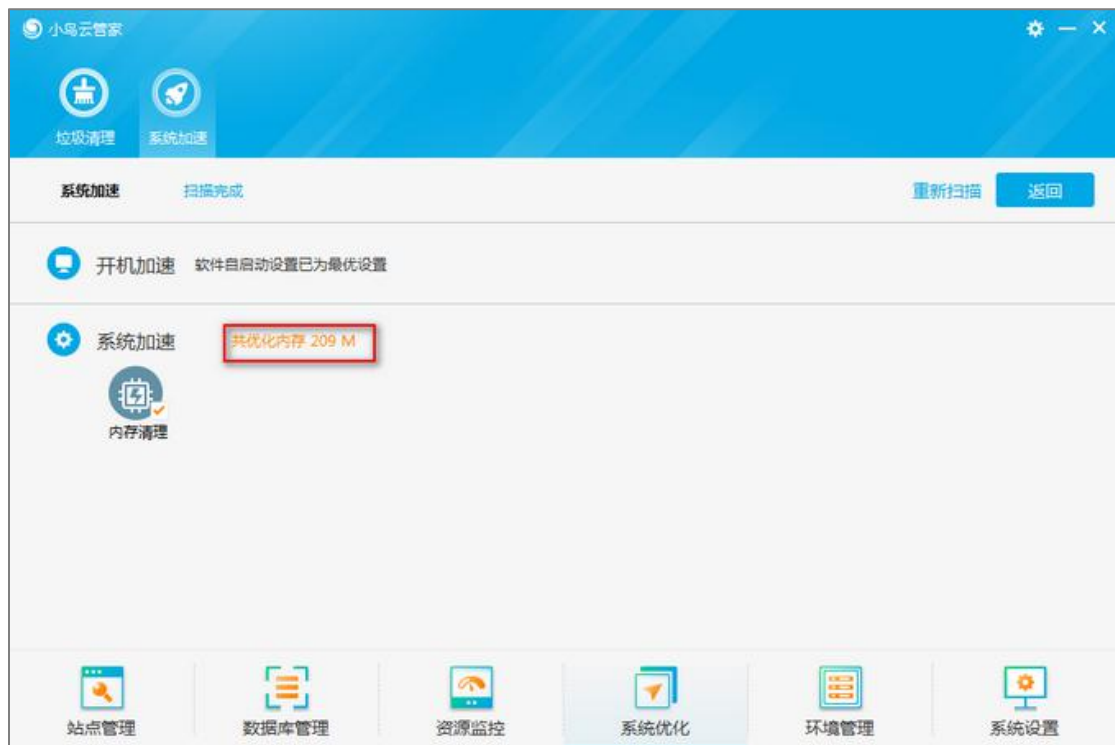 小鸟云管家
垃圾清理
系统加速
系统加速
扫描完成
重新扫描
返回
开机加速
软件自启动设置已为最优设置
系统加速
共优化内存 209 M
内存清理
站点管理
数据库管理
资源监控
系统优化
环境管理
系统设置